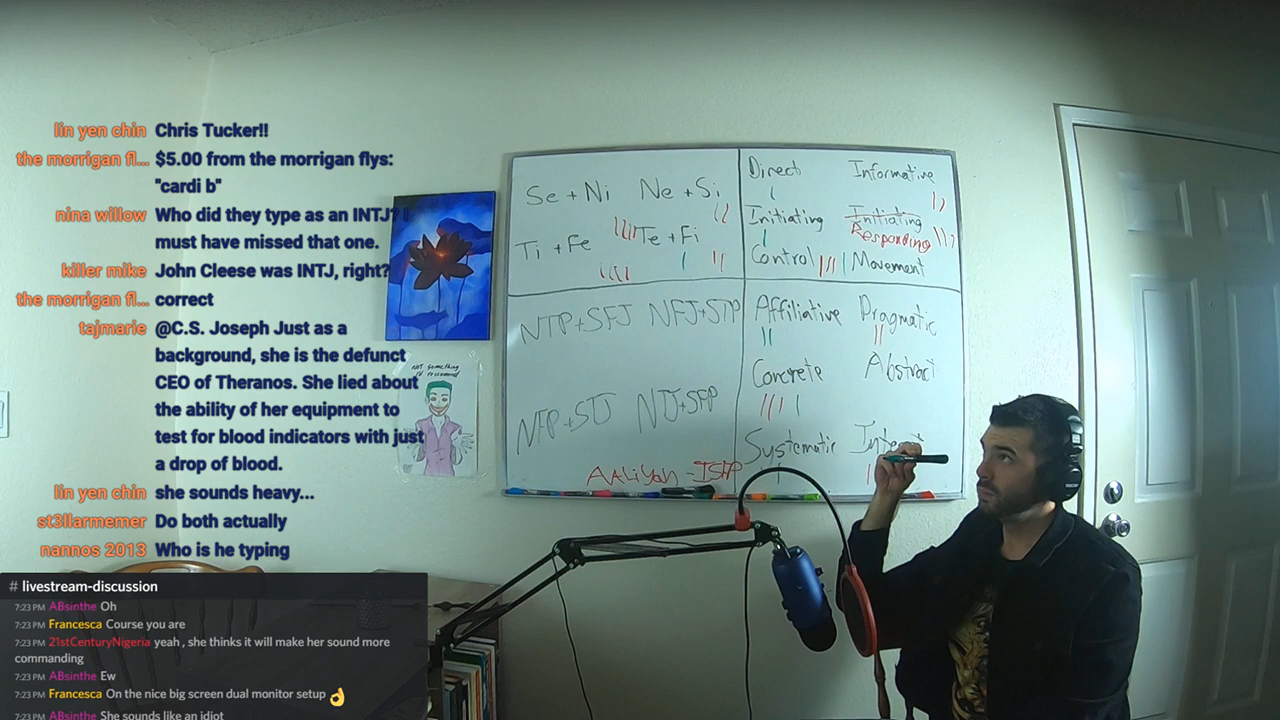 lin yen chin Chris Tucker!!
the morrigan fl... $5.00 from the morrigan flys:
"cardi b"
nina willow Who did they type as an INTJ? I
must have missed that one.
killer mike John Cleese was INTJ, right?
the morrigan fl... correct
tajmarie @C.S. Joseph Just as a
background, she is the defunct
CEO of Theranos. She lied about
the ability of her equipment to
test for blood indicators with just
a drop of blood.
lin yen chin she sounds heavy...
st3llarmemer Do both actually
nannos 2013 Who is he typing
# livestream-discussion
7:23 PM ABsinthe Oh
7:23 PM Francesca Course you are
7:23 PM 21stCenturyNigeria yeah , she thinks it will make her sound more
commanding
7:23 PM ABsinthe Ew
7:23 PM Francesca On the nice big screen dual monitor setup 👌
7:23 PM ABsinthe She sounds like an idiot
NOT something
I'd recommend
Se + Ni Ne + Si
Ti + Fe Te + Fi
NTP+SFJ NFJ+STP
NFP+STJ NTJ+SFP
AALiYah - ISFP
Direct Informative
Initiating Initiating
Responding
Control Movement
Affiliative Pragmatic
Concrete Abstract
Systematic